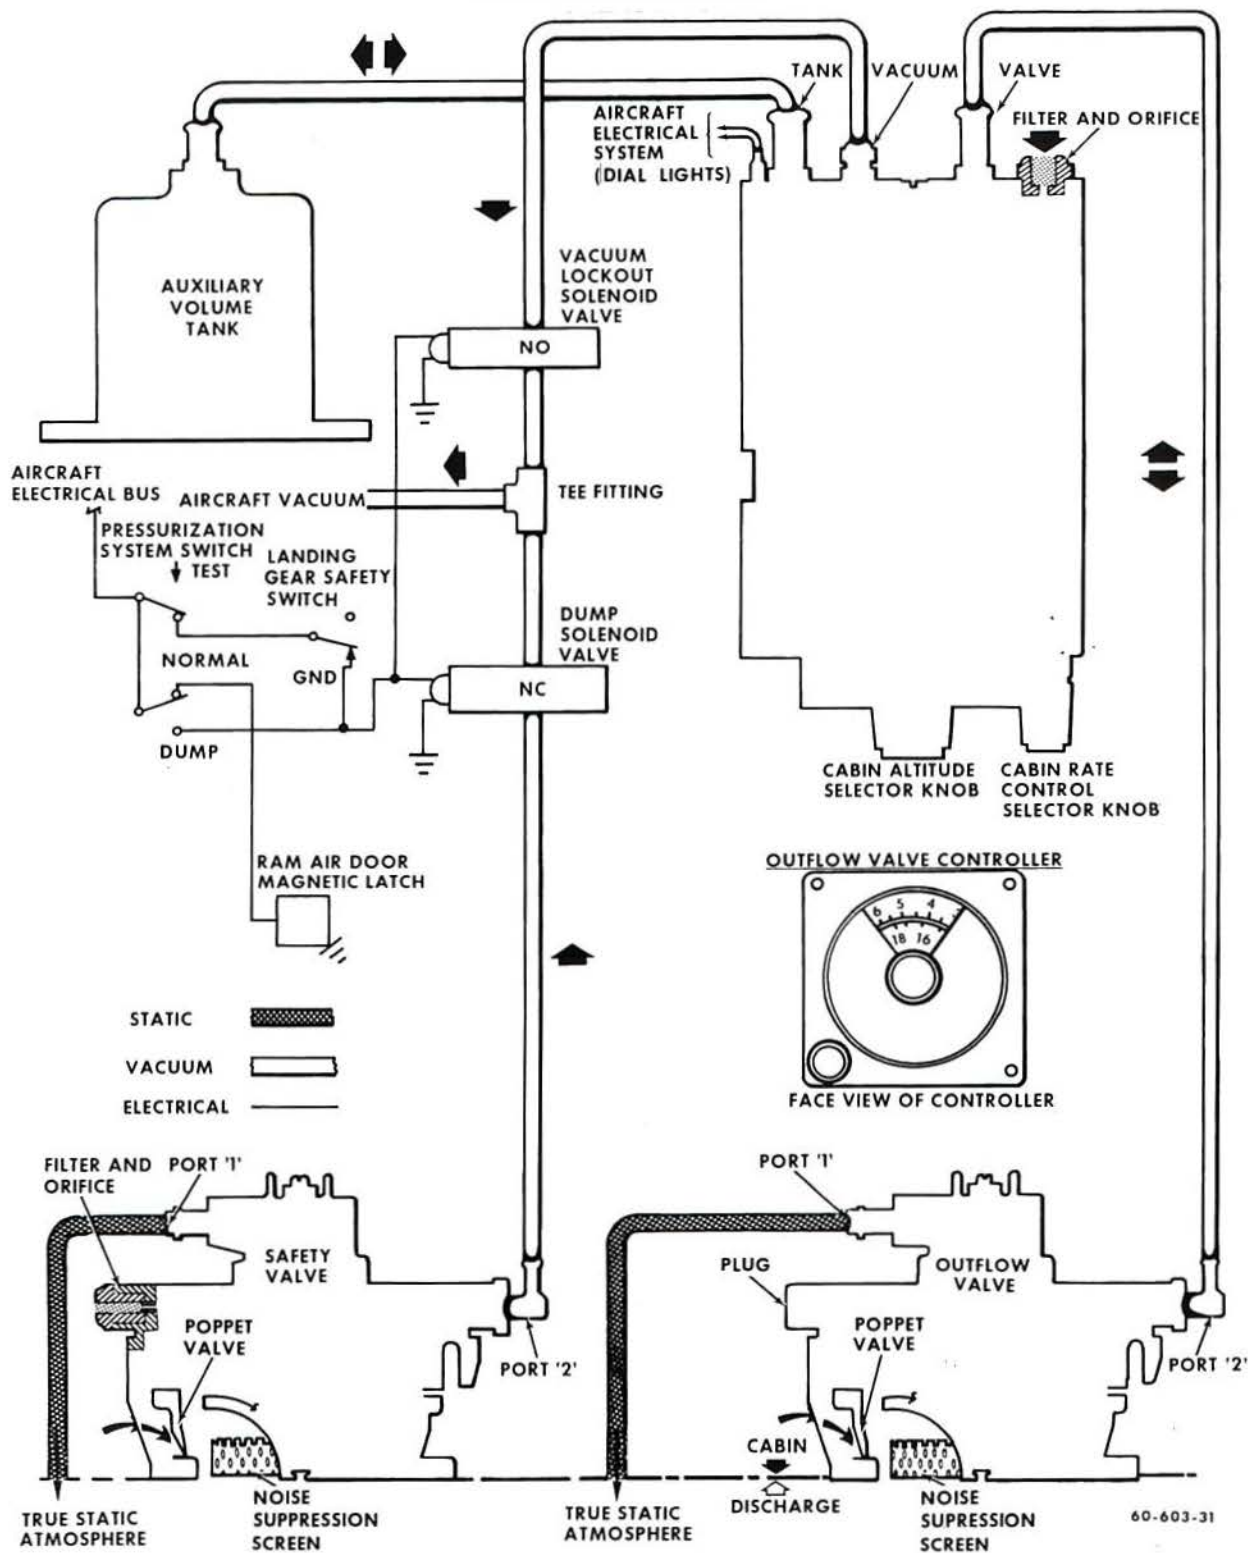 TANK
VACUUM
VALVE
AIRCRAFT
ELECTRICAL
SYSTEM
(DIAL LIGHTS)
FILTER AND ORIFICE
VACUUM
LOCKOUT
SOLENOID
VALVE
AUXILIARY
VOLUME
TANK
NO
AIRCRAFT
ELECTRICAL BUS
AIRCRAFT VACUUM
TEE FITTING
PRESSURIZATION
SYSTEM SWITCH
TEST
LANDING
GEAR SAFETY
SWITCH
DUMP
SOLENOID
VALVE
NORMAL
GND
NC
DUMP
CABIN ALTITUDE
SELECTOR KNOB
CABIN RATE
CONTROL
SELECTOR KNOB
RAM AIR DOOR
MAGNETIC LATCH
OUTFLOW VALVE CONTROLLER
6 5 4
18 16
FACE VIEW OF CONTROLLER
STATIC
VACUUM
ELECTRICAL
FILTER AND
ORIFICE
PORT '1'
SAFETY
VALVE
POPPET
VALVE
PORT '2'
NOISE
SUPPRESSION
SCREEN
TRUE STATIC
ATMOSPHERE
PORT '1'
PLUG
OUTFLOW
VALVE
POPPET
VALVE
PORT '2'
CABIN
DISCHARGE
TRUE STATIC
ATMOSPHERE
NOISE
SUPRESSION
SCREEN
60-603-31